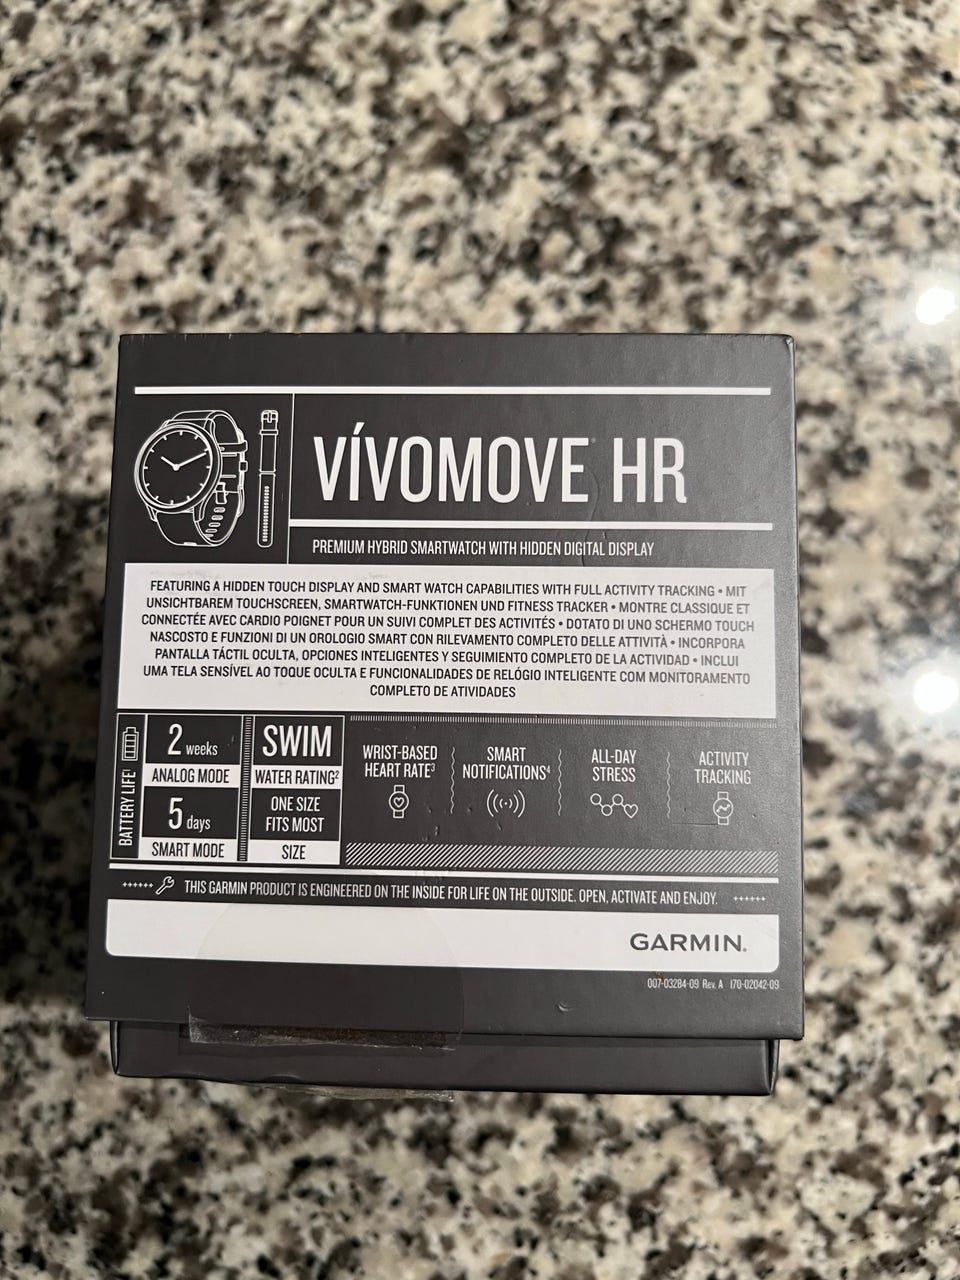 VÍVOMOVE® HR
PREMIUM HYBRID SMARTWATCH WITH HIDDEN DIGITAL DISPLAY
FEATURING A HIDDEN TOUCH DISPLAY AND SMART WATCH CAPABILITIES WITH FULL ACTIVITY TRACKING • MIT
UNSICHTBAREM TOUCHSCREEN, SMARTWATCH-FUNKTIONEN UND FITNESS TRACKER • MONTRE CLASSIQUE ET
CONNECTÉE AVEC CARDIO POIGNET POUR UN SUIVI COMPLET DES ACTIVITÉS • DOTATO DI UNO SCHERMO TOUCH
NASCOSTO E FUNZIONI DI UN OROLOGIO SMART CON RILEVAMENTO COMPLETO DELLE ATTIVITÀ • INCORPORA
PANTALLA TÁCTIL OCULTA, OPCIONES INTELIGENTES Y SEGUIMIENTO COMPLETO DE LA ACTIVIDAD • INCLUI
UMA TELA SENSÍVEL AO TOQUE OCULTA E FUNCIONALIDADES DE RELÓGIO INTELIGENTE COM MONITORAMENTO
COMPLETO DE ATIVIDADES
BATTERY LIFE¹
2 weeks
ANALOG MODE
5 days
SMART MODE
SWIM
WATER RATING²
ONE SIZE
FITS MOST
SIZE
WRIST-BASED
HEART RATE³
SMART
NOTIFICATIONS⁴
ALL-DAY
STRESS
ACTIVITY
TRACKING
THIS GARMIN PRODUCT IS ENGINEERED ON THE INSIDE FOR LIFE ON THE OUTSIDE. OPEN, ACTIVATE AND ENJOY.
GARMIN.
007-03284-09 Rev. A 170-02042-09